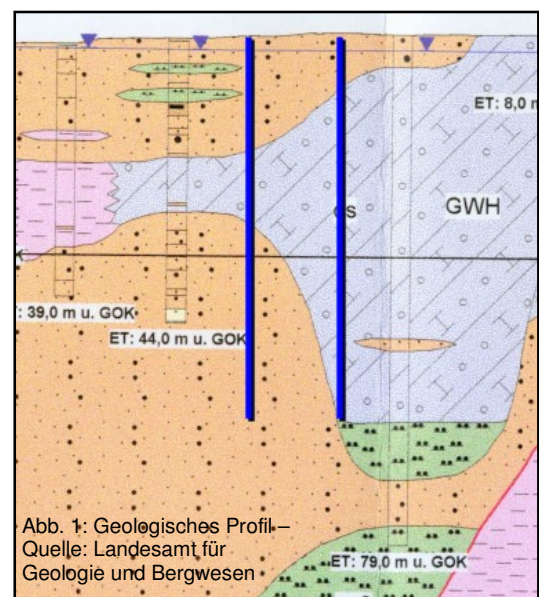 ET: 8,0 m
GWH
: 39,0 m u. GOK
ET: 44,0 m u. GOK
Abb. 1: Geologisches Profil –
Quelle: Landesamt für
Geologie und Bergwesen
ET: 79,0 m u. GOK